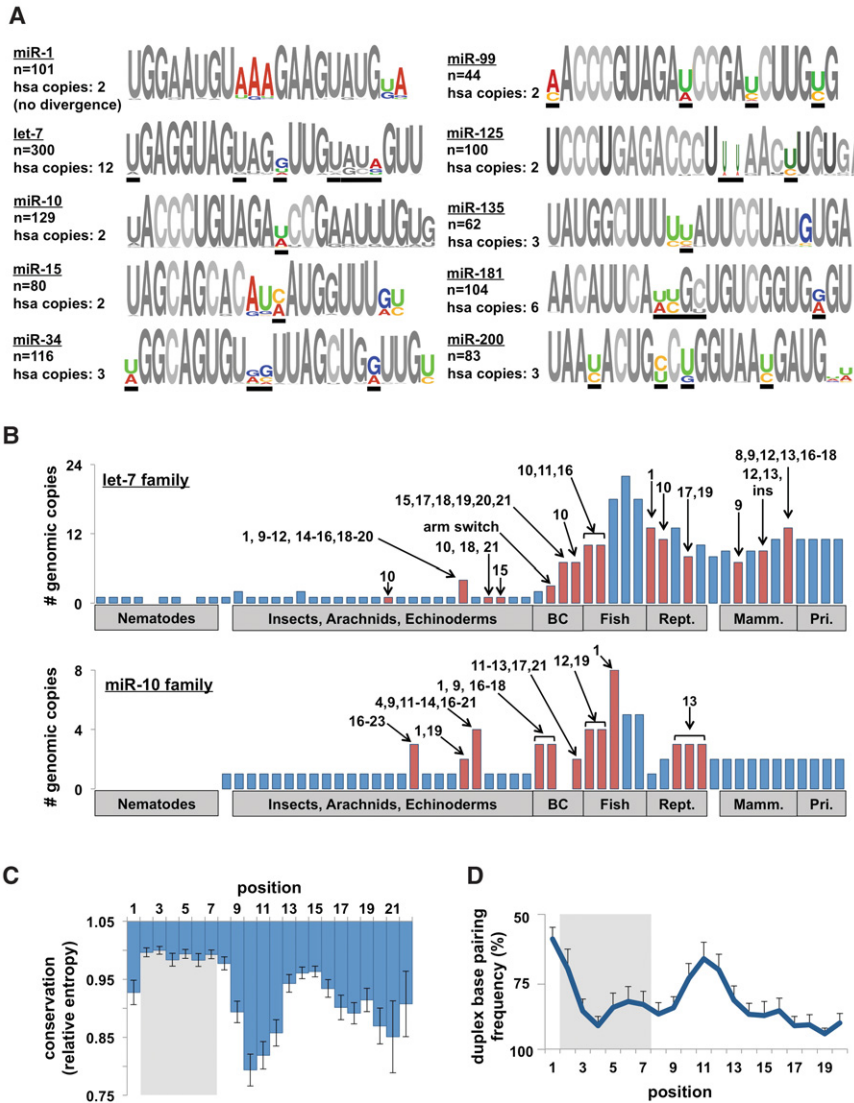 A
miR-1
n=101
hsa copies: 2
(no divergence)
UGGAAUGUAAAGAAGUAUGUA
let-7
n=300
hsa copies: 12
UGAGGUAGUAGGUUGUAUAGUU
miR-10
n=129
hsa copies: 2
UACCCUGUAGAUCCGAAUUUGUG
miR-15
n=80
hsa copies: 2
UAGCAGCACAUCAUGGUUUGU
miR-34
n=116
hsa copies: 3
miR-99
n=44
hsa copies: 2
AACCCGUAGAUCCGAUCUUGUG
miR-125
n=100
hsa copies: 2
miR-135
n=62
hsa copies: 3
UAUGGCUUUUUAUUCCUAUGUGA
miR-181
n=104
hsa copies: 6
AACAUUCAUUGCUGUCGGUGGGU
miR-200
n=83
hsa copies: 3
B
let-7 family
# genomic copies
24
12
0
1, 9-12, 14-16,18-20
10
15,17,18,19,20,21
arm switch
10, 18, 21
15
10
10,11,16
1
10
17,19
9
12,13,
ins
8,9,12,13,16-18
Nematodes
Insects, Arachnids, Echinoderms
BC
Fish
Rept.
Mamm.
Pri.
miR-10 family
# genomic copies
8
4
0
16-23
4,9,11-14,16-21
1,19
1, 9, 16-18
11-13,17,21
12,19
1
13
Nematodes
Insects, Arachnids, Echinoderms
BC
Fish
Rept.
Mamm.
Pri.
C
position
1 3 5 7 9 11 13 15 17 19 21
1.05
0.95
0.85
0.75
conservation
(relative entropy)
D
duplex base pairing
frequency (%)
50
75
100
1 3 5 7 9 11 13 15 17 19
position